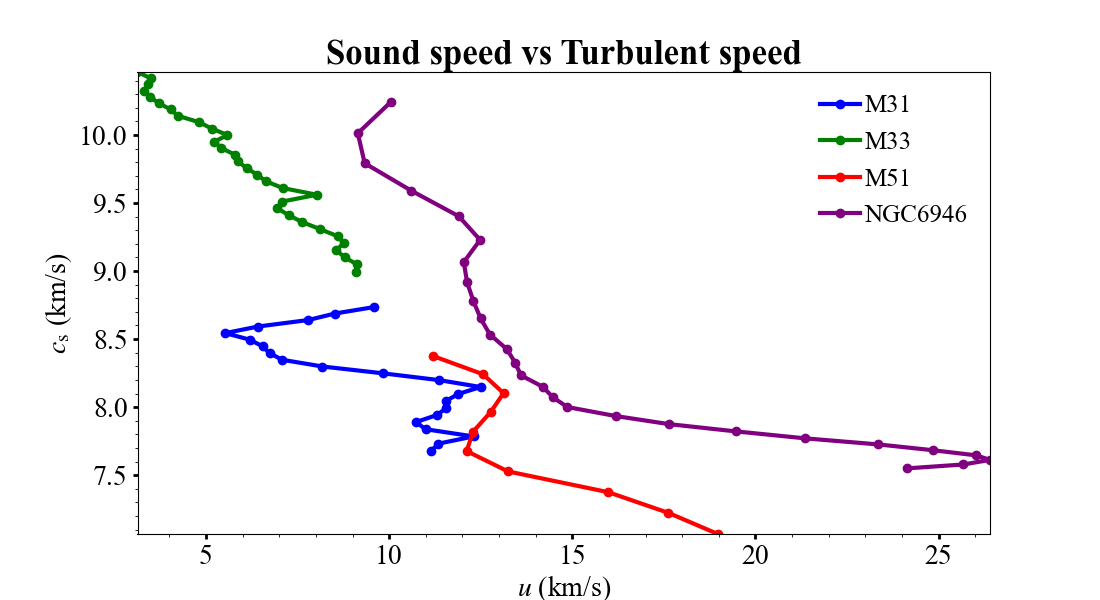 Sound speed vs Turbulent speed
M31
M33
M51
NGC6946
10.0
9.5
9.0
8.5
8.0
7.5
c_s (km/s)
5 10 15 20 25
u (km/s)